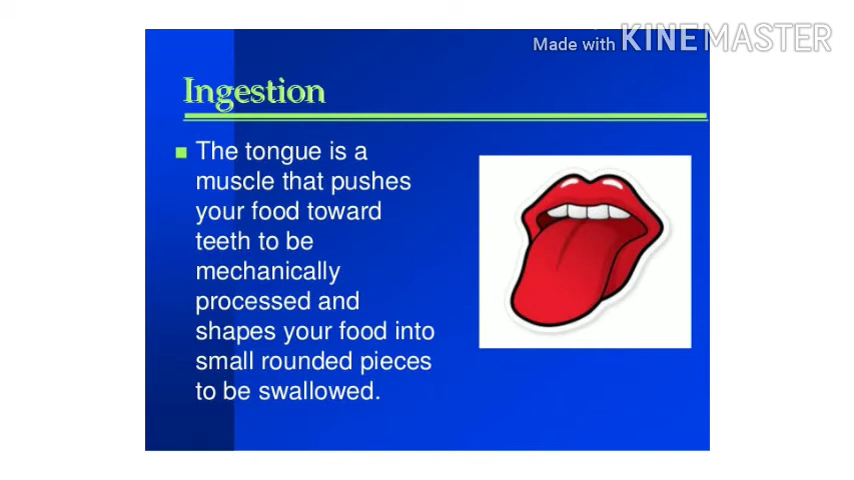 Made with KINEMASTER
Ingestion
The tongue is a
muscle that pushes
your food toward
teeth to be
mechanically
processed and
shapes your food into
small rounded pieces
to be swallowed.